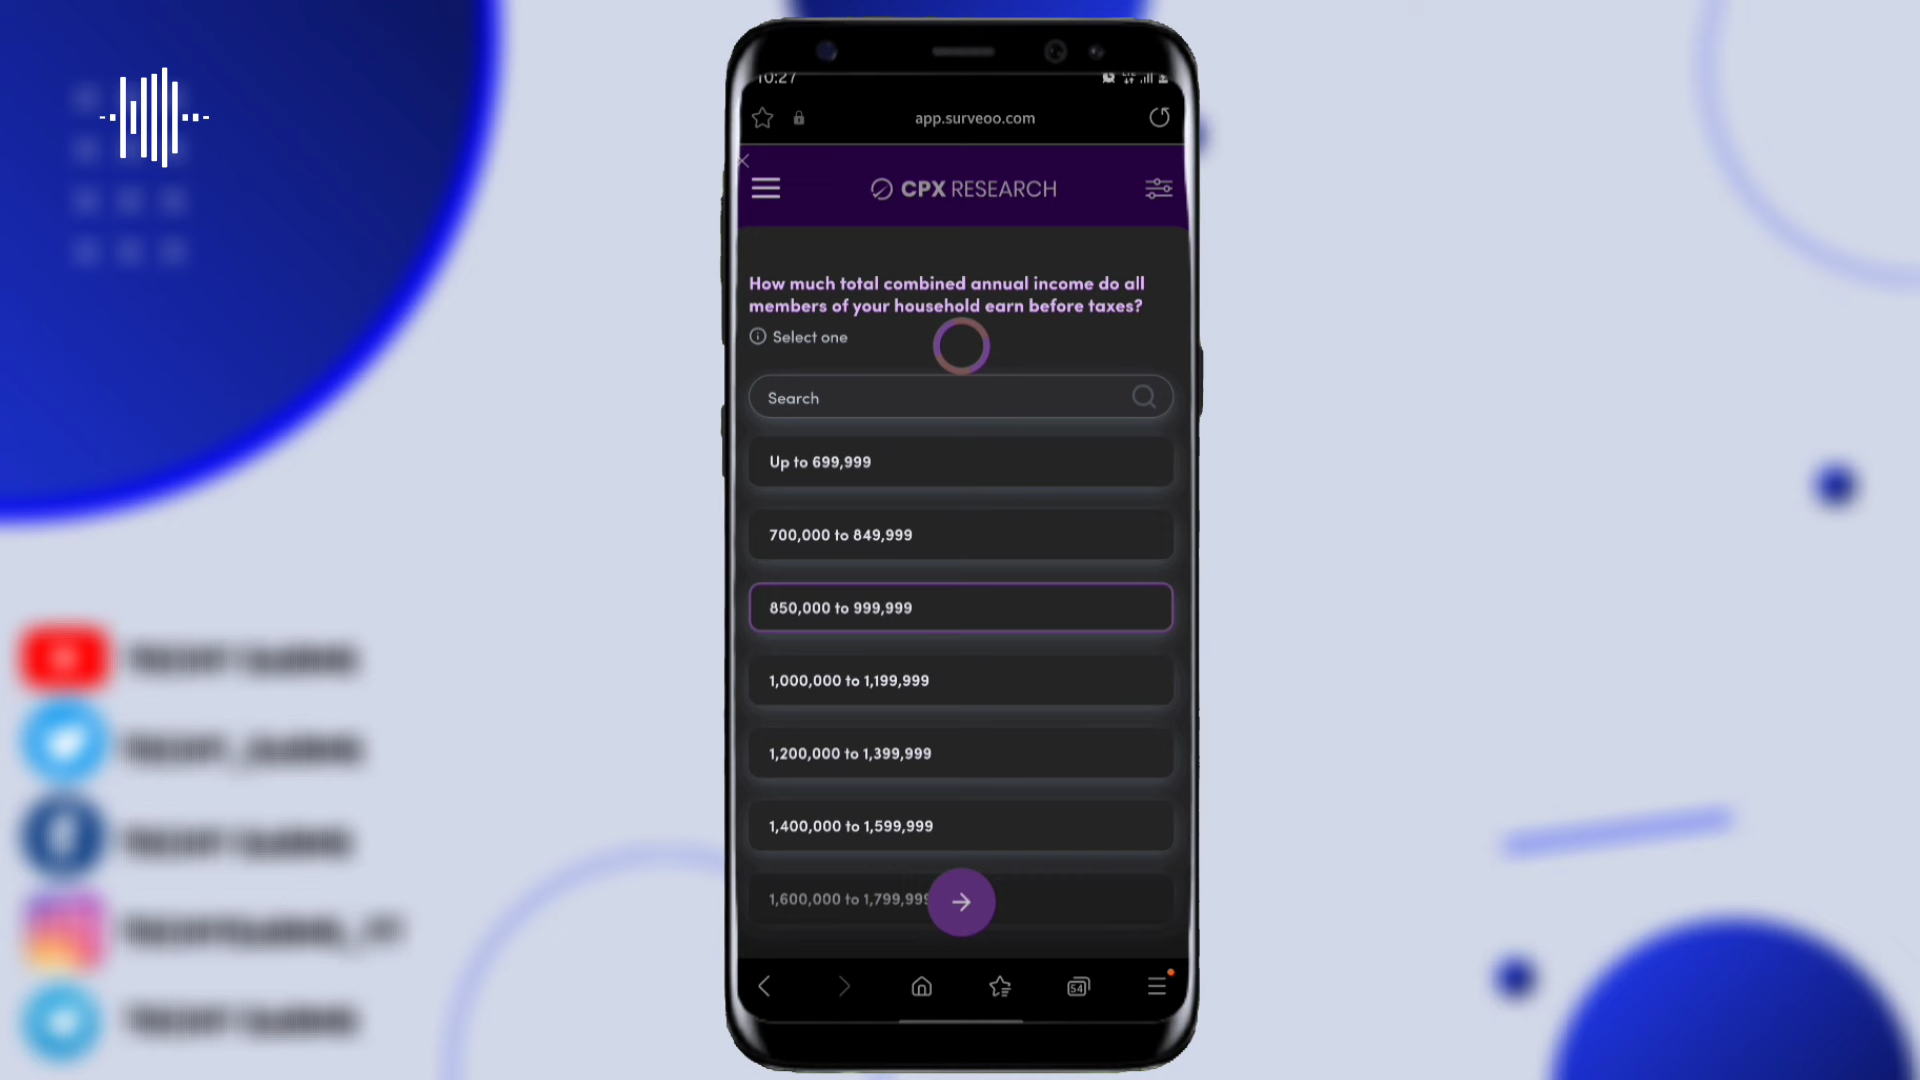 10:27
app.surveoo.com
CPX RESEARCH
How much total combined annual income do all
members of your household earn before taxes?
Select one
Search
Up to 699,999
700,000 to 849,999
850,000 to 999,999
1,000,000 to 1,199,999
1,200,000 to 1,399,999
1,400,000 to 1,599,999
1,600,000 to 1,799,999
54